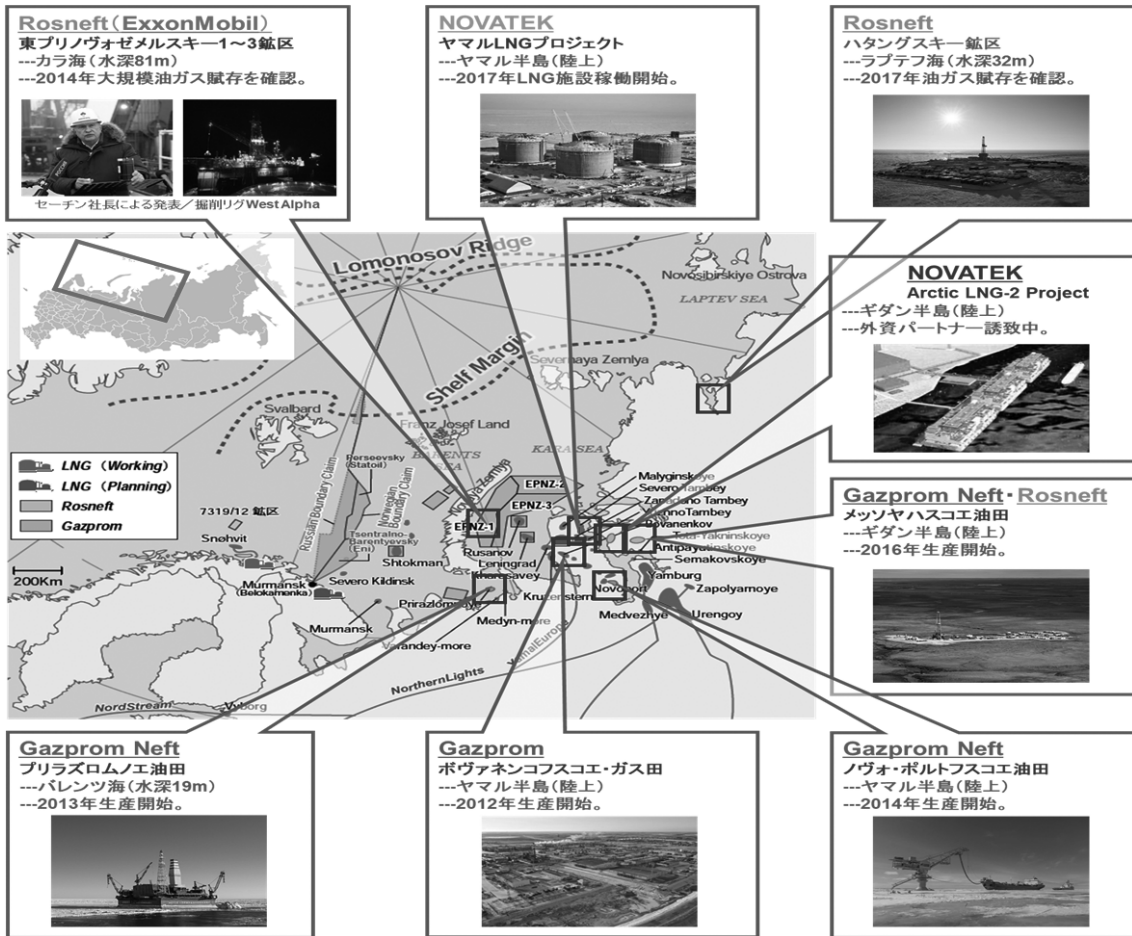 Rosneft(ExxonMobil)
東プリノヴォゼメルスキー1～3鉱区
---カラ海(水深81m)
---2014年大規模油ガス賦存を確認。
セーチン社長による発表／掘削リグWest Alpha
NOVATEK
ヤマルLNGプロジェクト
---ヤマル半島(陸上)
---2017年LNG施設稼働開始。
Rosneft
ハタングスキー鉱区
---ラプテフ海(水深32m)
---2017年油ガス賦存を確認。
NOVATEK
Arctic LNG-2 Project
---ギダン半島(陸上)
---外資パートナー誘致中。
Gazprom Neft・Rosneft
メッソヤハスコエ油田
---ギダン半島(陸上)
---2016年生産開始。
Lomonosov Ridge
Novosibirskiye Ostrova
LAPTEV SEA
Shelf Margin
Severnaya Zemlya
Svalbard
Franz Josef Land
BARENTS
SEA
KARA SEA
Perseevsky
(Statoil)
Novaya Zemlya
Russian Boundary Claim
Norwegian
Boundary Claim
LNG (Working)
LNG (Planning)
Rosneft
Gazprom
7319/12 鉱区
Snøhvit
200Km
Tsentralno-
Barentyevsky
(Eni)
Shtokman
EPNZ-1
EPNZ-2
EPNZ-3
Rusanov
Leningrad
Kharasavey
Malyginskoye
Severo Tambey
Zapadano Tambey
Tambey
Bovanenkov
Tota-Yakninskoye
Antipayutinskoye
Semakovskoye
Murmansk
(Belokamenka)
Severo Kildinsk
Murmansk
Prirazlomnoye
Medyn-more
Varandey-more
Kruzenstern
Novoport
Yamburg
Zapolyarnoye
Medvezhye
Urengoy
YamalEurope
NorthernLights
NordStream
Vyborg
Gazprom Neft
プリラズロムノエ油田
---バレンツ海(水深19m)
---2013年生産開始。
Gazprom
ボヴァネンコフスコエ・ガス田
---ヤマル半島(陸上)
---2012年生産開始。
Gazprom Neft
ノヴォ・ポルトフスコエ油田
---ヤマル半島(陸上)
---2014年生産開始。